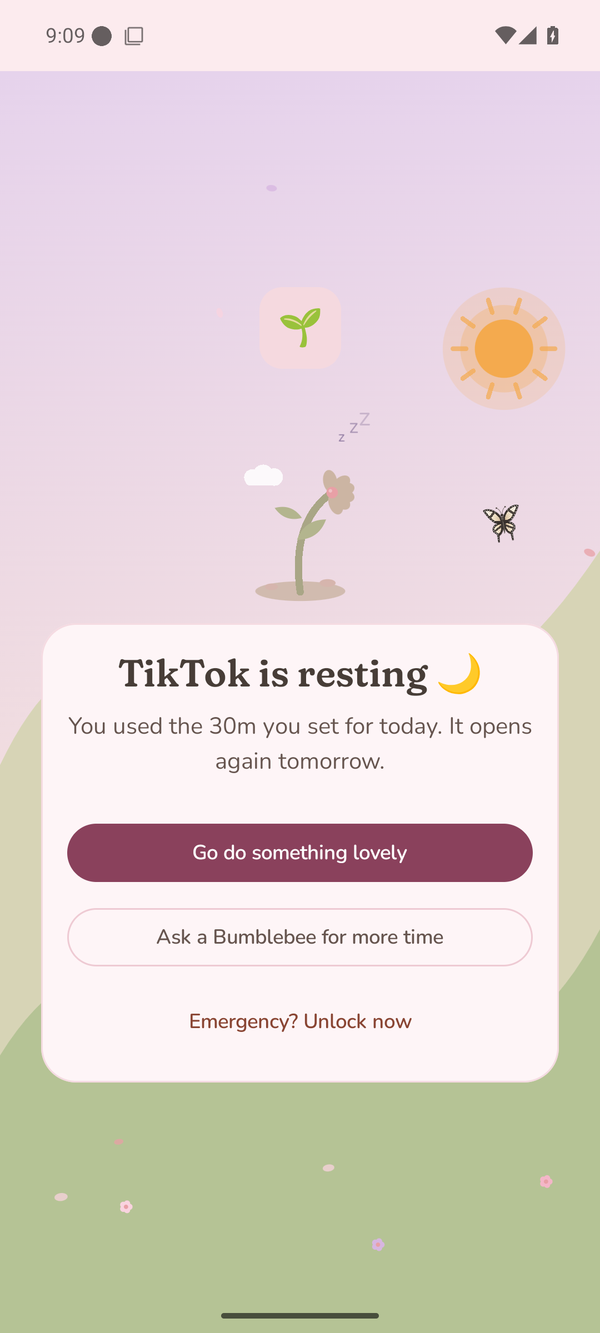 9:09
z z Z
TikTok is resting 🌙
You used the 30m you set for today. It opens
again tomorrow.
Go do something lovely
Ask a Bumblebee for more time
Emergency? Unlock now